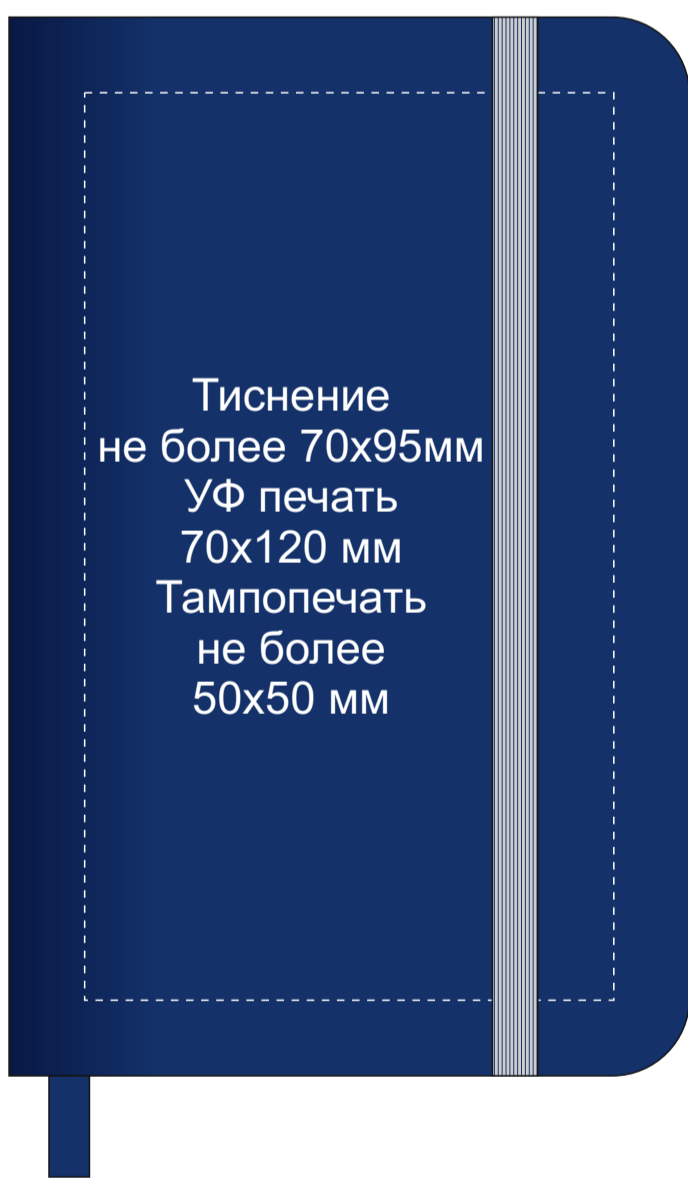 Тиснение
не более 70х95мм
УФ печать
70х120 мм
Тампопечать
не более
50х50 мм